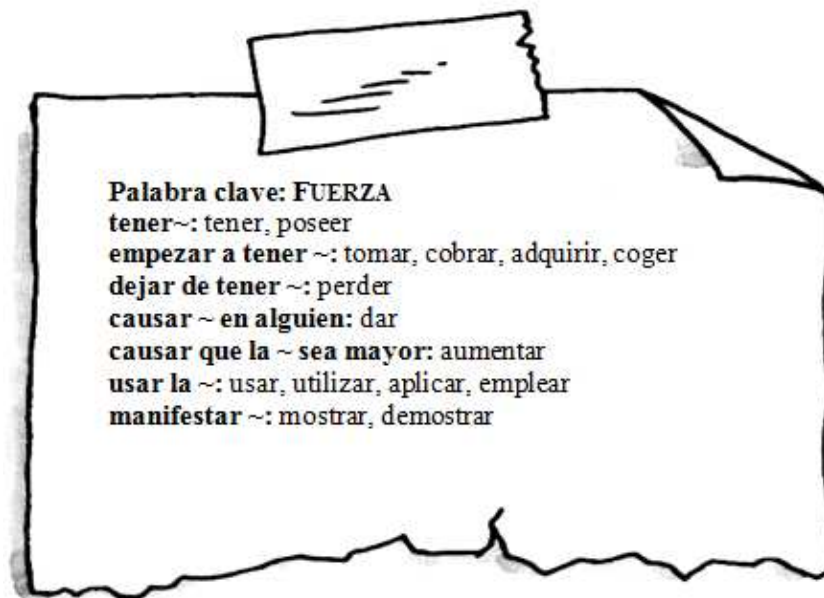 Palabra clave: FUERZA
tener~: tener, poseer
empezar a tener ~: tomar, cobrar, adquirir, coger
dejar de tener ~: perder
causar ~ en alguien: dar
causar que la ~ sea mayor: aumentar
usar la ~: usar, utilizar, aplicar, emplear
manifestar ~: mostrar, demostrar